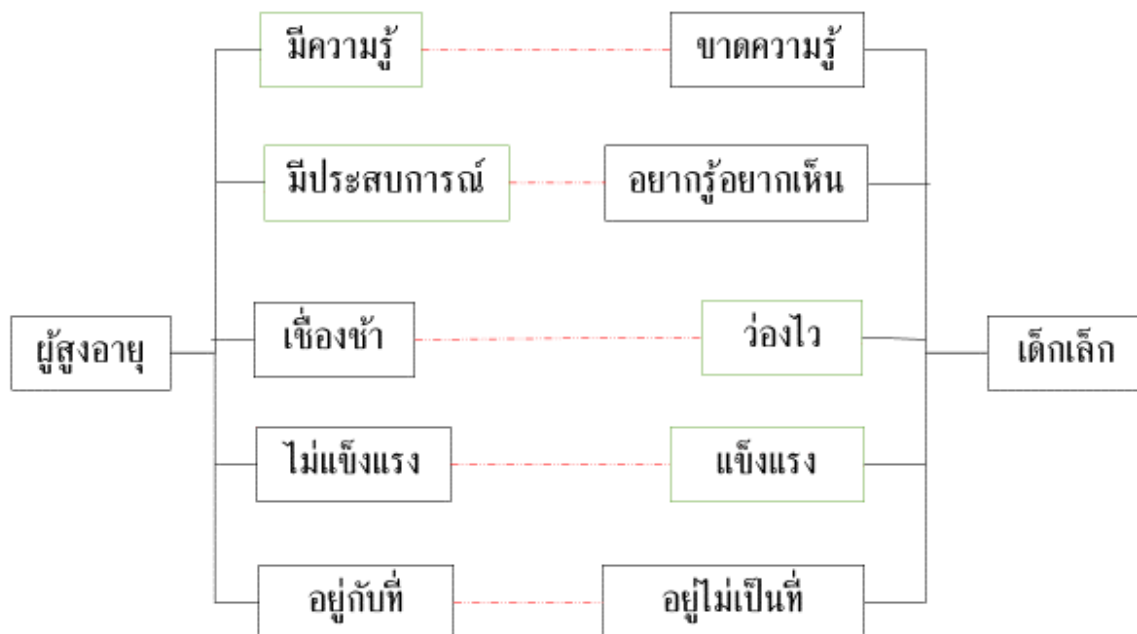 มีความรู้
ขาดความรู้
มีประสบการณ์
อยากรู้อยากเห็น
เชื่องช้า
ว่องไว
ผู้สูงอายุ
เด็กเล็ก
ไม่แข็งแรง
แข็งแรง
อยู่กับที่
อยู่ไม่เป็นที่